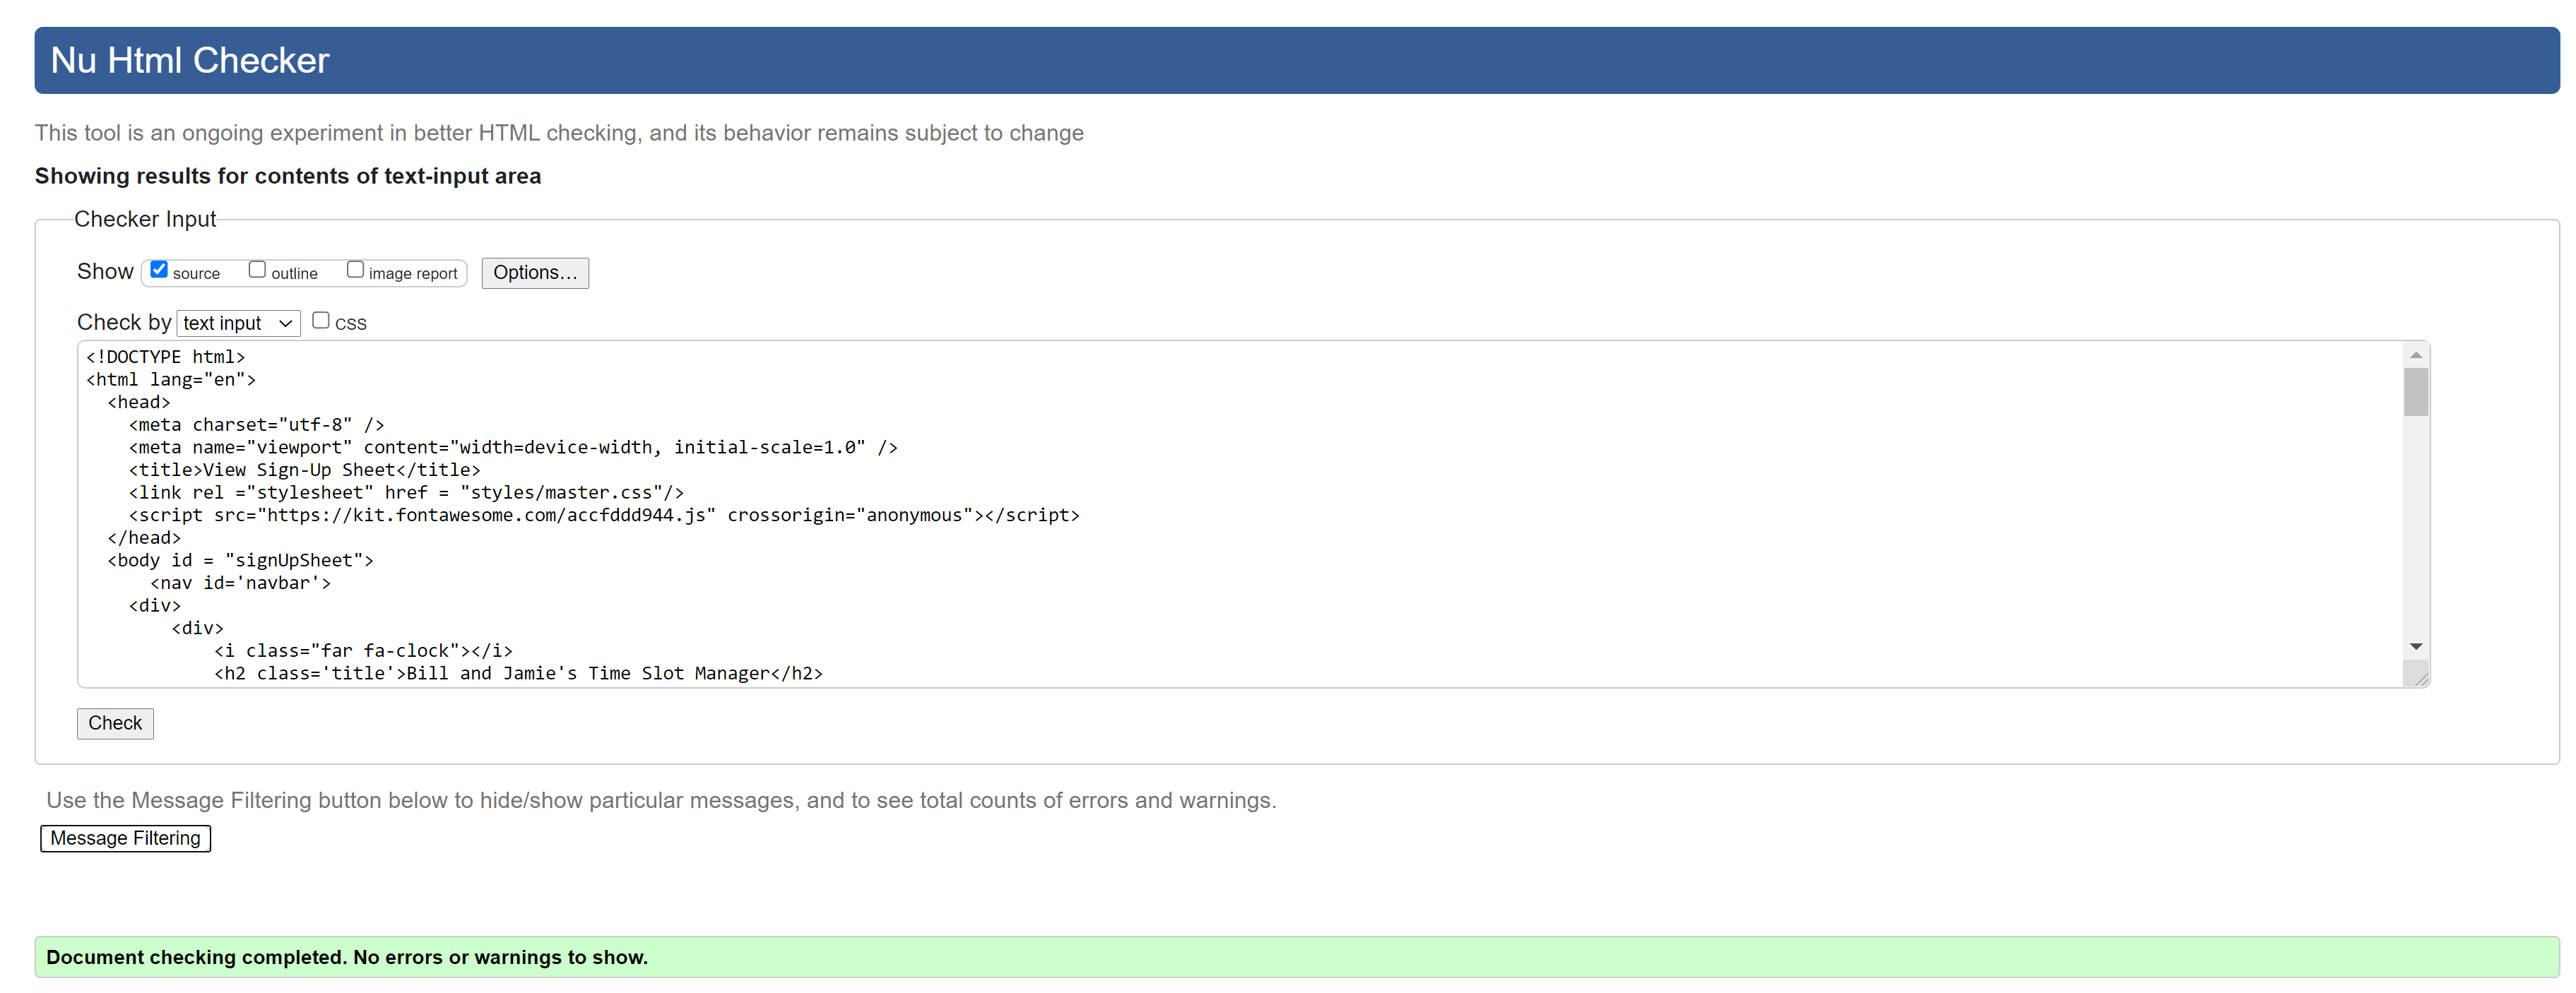 Nu Html Checker
This tool is an ongoing experiment in better HTML checking, and its behavior remains subject to change
Showing results for contents of text-input area
Checker Input
Show source outline image report Options…
Check by text input CSS
<!DOCTYPE html>
<html lang="en">
  <head>
    <meta charset="utf-8" />
    <meta name="viewport" content="width=device-width, initial-scale=1.0" />
    <title>View Sign-Up Sheet</title>
    <link rel ="stylesheet" href = "styles/master.css"/>
    <script src="https://kit.fontawesome.com/accfddd944.js" crossorigin="anonymous"></script>
  </head>
  <body id = "signUpSheet">
      <nav id='navbar'>
    <div>
        <div>
            <i class="far fa-clock"></i>
            <h2 class='title'>Bill and Jamie's Time Slot Manager</h2>
Check
Use the Message Filtering button below to hide/show particular messages, and to see total counts of errors and warnings.
Message Filtering
Document checking completed. No errors or warnings to show.